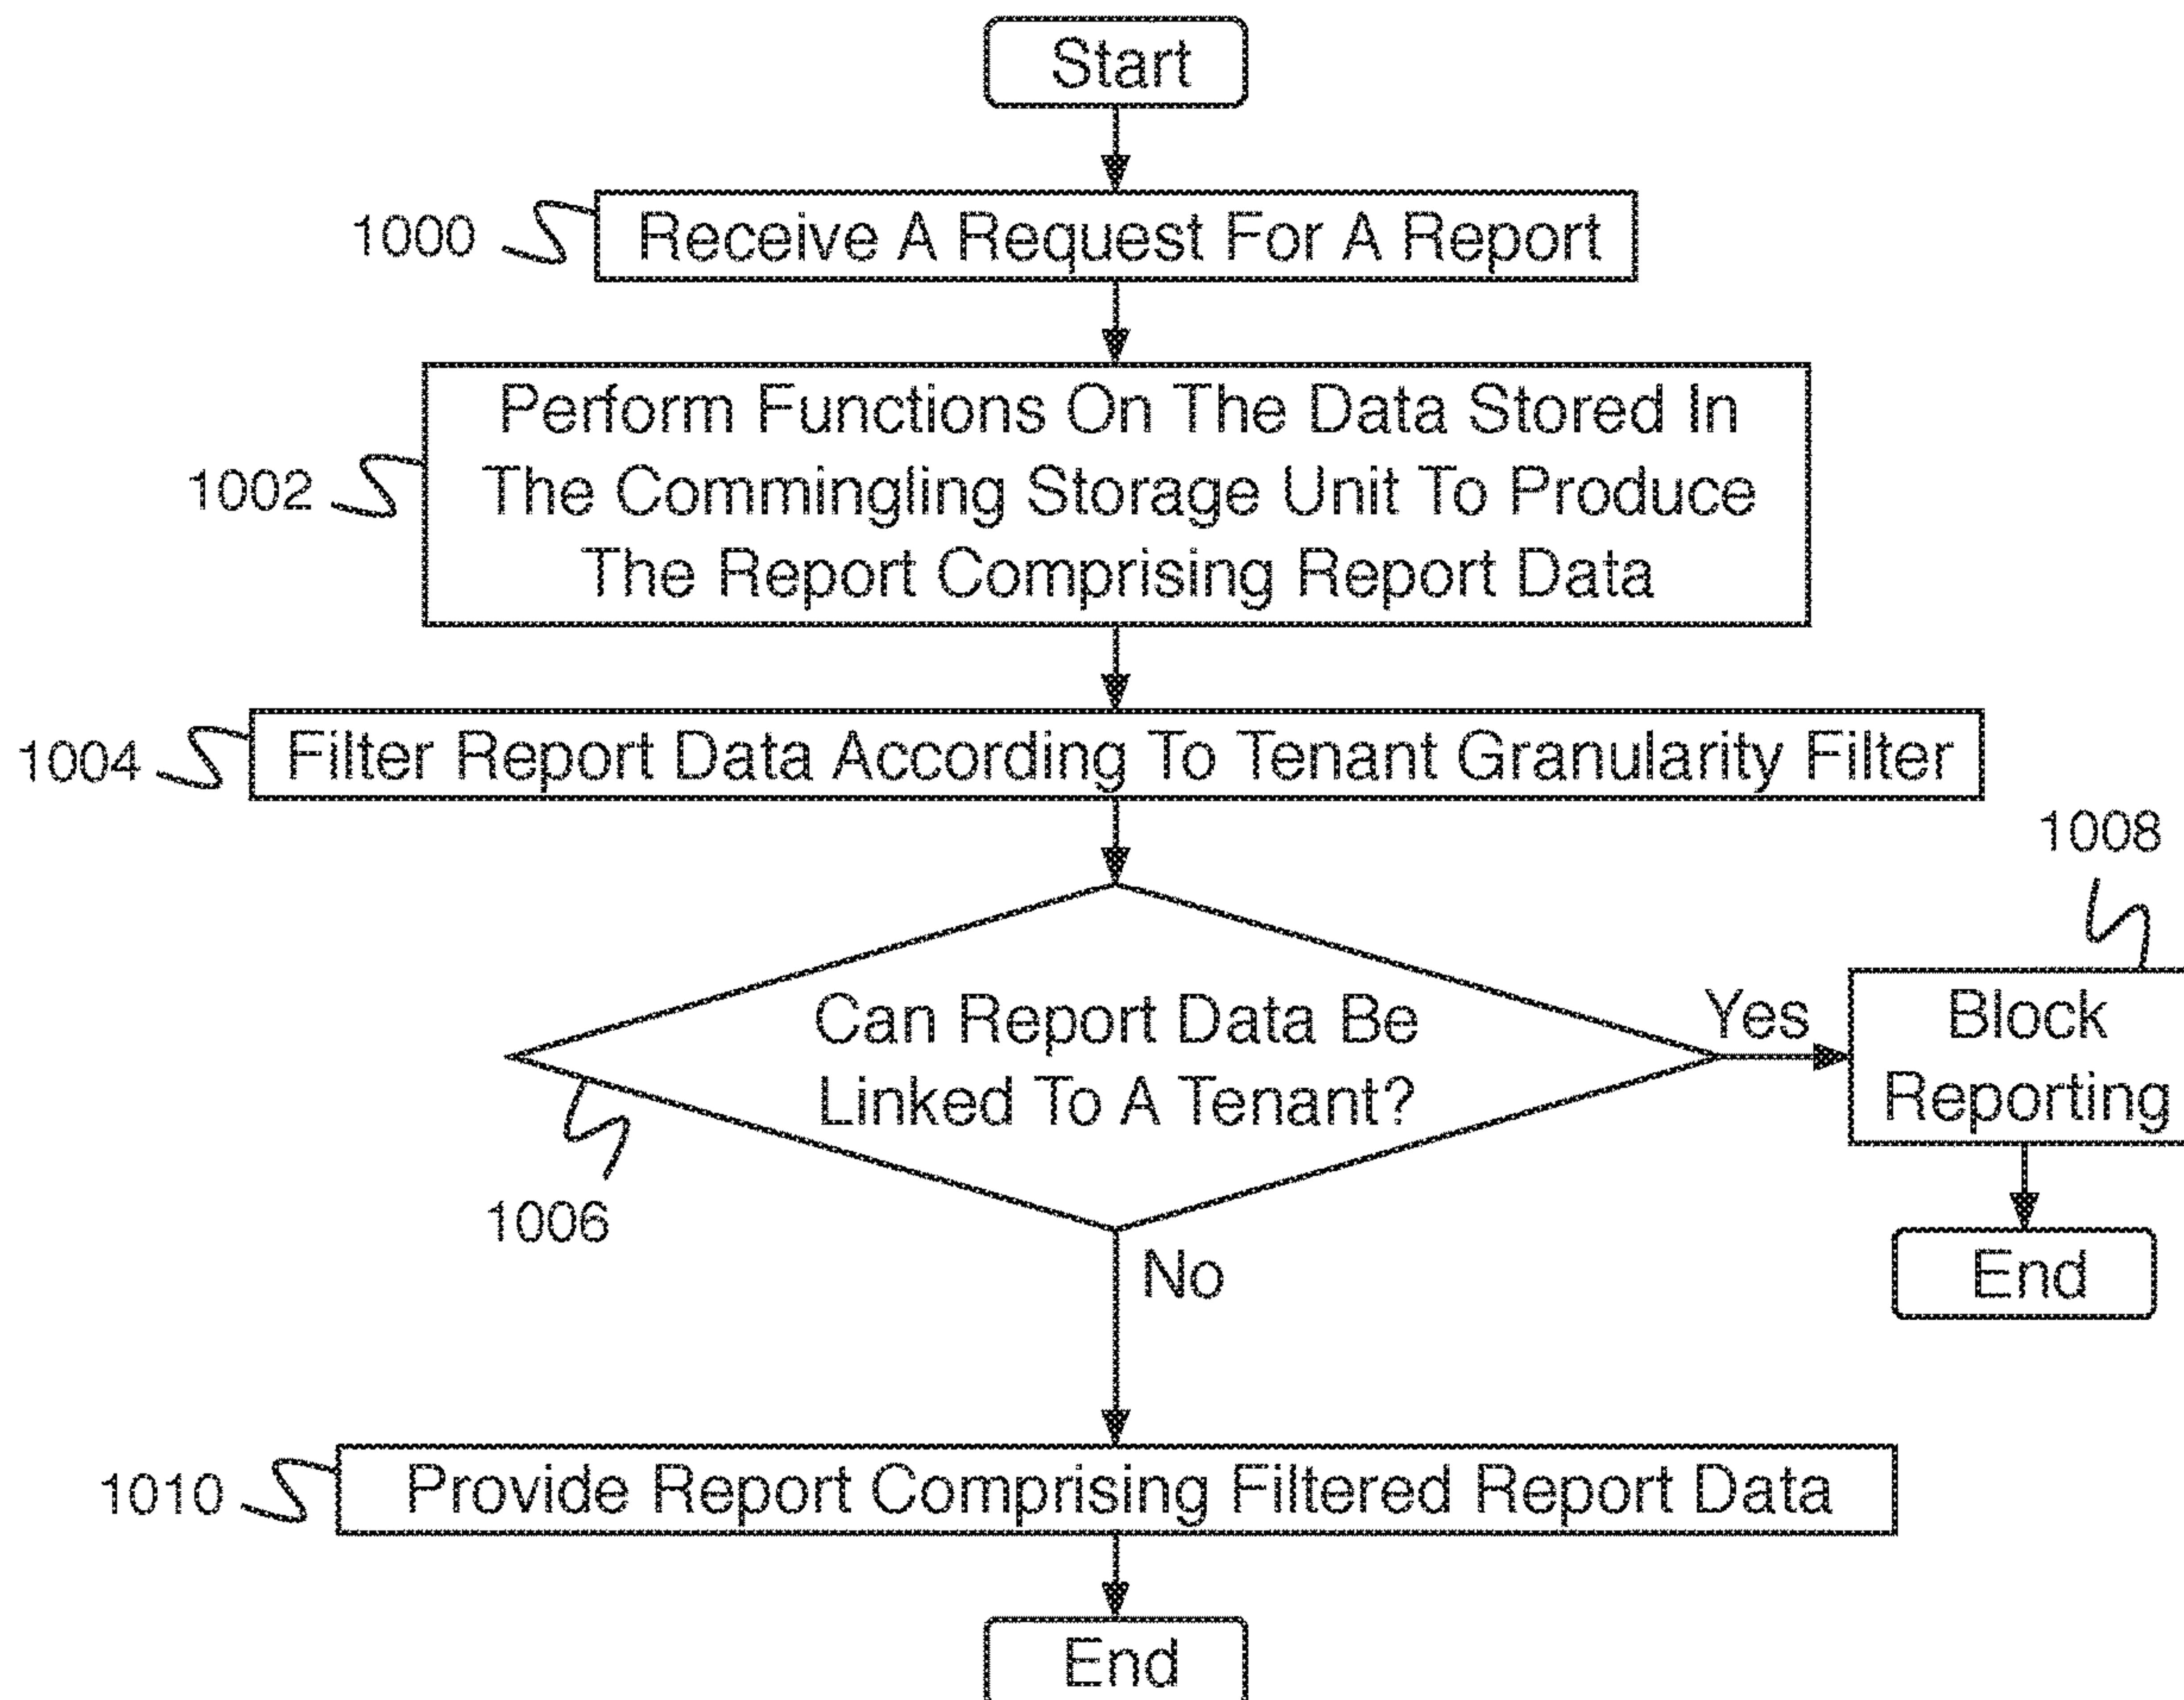 Start
1000
Receive A Request For A Report
1002
Perform Functions On The Data Stored In
The Commingling Storage Unit To Produce
The Report Comprising Report Data
1004
Filter Report Data According To Tenant Granularity Filter
1006
Can Report Data Be
Linked To A Tenant?
Yes
1008
Block
Reporting
End
No
1010
Provide Report Comprising Filtered Report Data
End